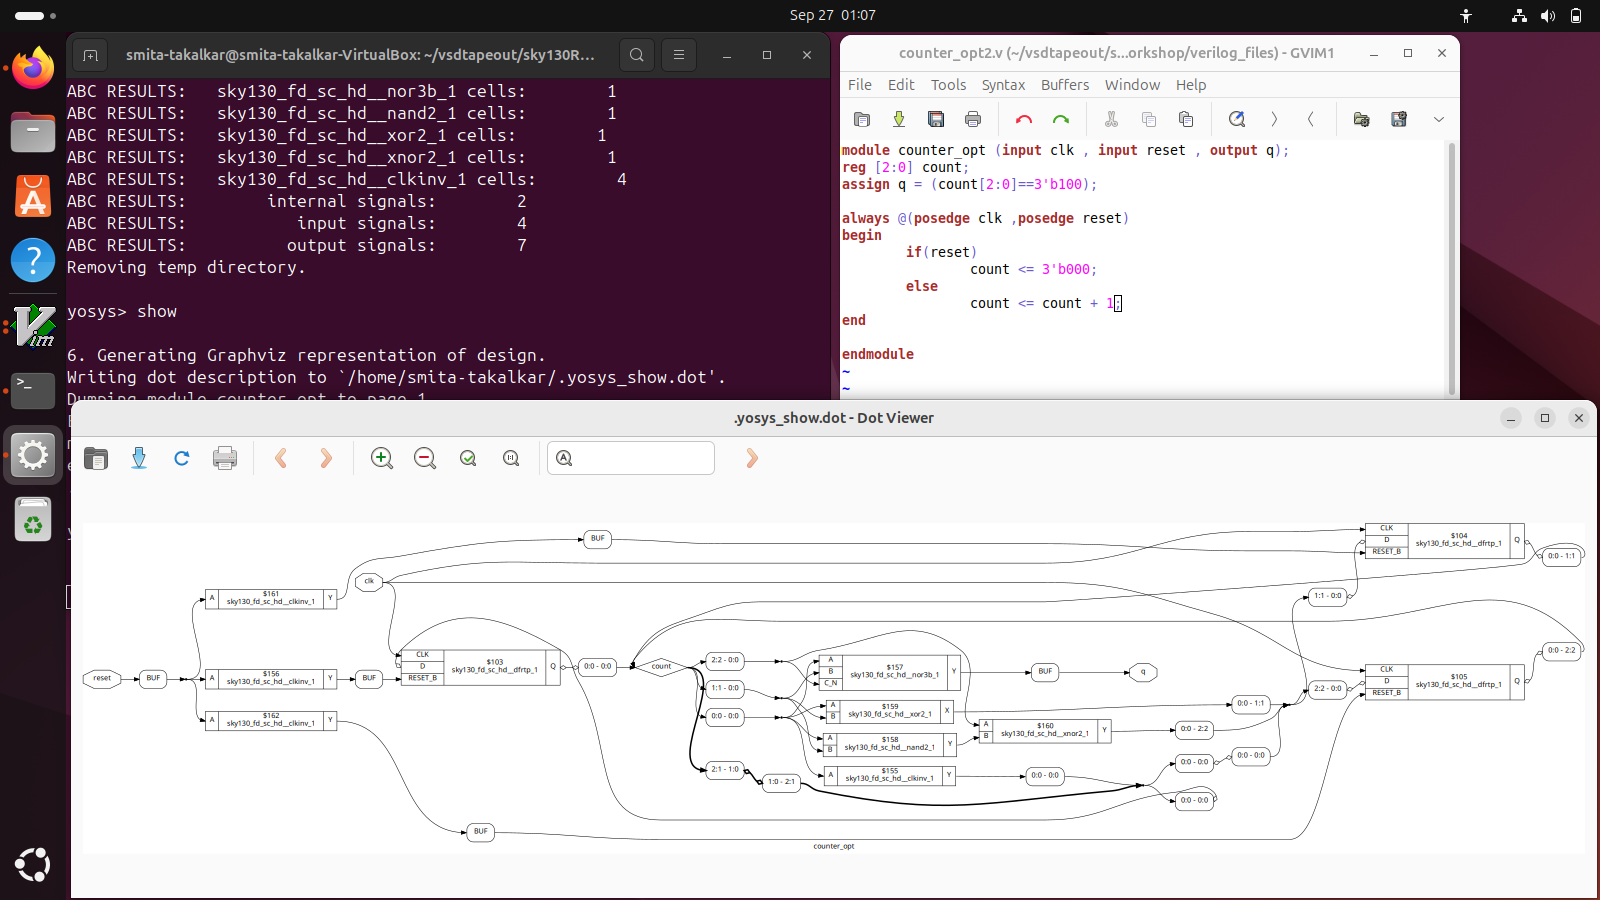 Sep 27 01:07
smita-takalkar@smita-takalkar-VirtualBox: ~/vsdtapeout/sky130R...
ABC RESULTS: sky130_fd_sc_hd__nor3b_1 cells: 1
ABC RESULTS: sky130_fd_sc_hd__nand2_1 cells: 1
ABC RESULTS: sky130_fd_sc_hd__xor2_1 cells: 1
ABC RESULTS: sky130_fd_sc_hd__xnor2_1 cells: 1
ABC RESULTS: sky130_fd_sc_hd__clkinv_1 cells: 4
ABC RESULTS: internal signals: 2
ABC RESULTS: input signals: 4
ABC RESULTS: output signals: 7
Removing temp directory.
yosys> show
6. Generating Graphviz representation of design.
Writing dot description to `/home/smita-takalkar/.yosys_show.dot'.
Dumping module counter_opt to page 1.
counter_opt2.v (~/vsdtapeout/s...orkshop/verilog_files) - GVIM1
File Edit Tools Syntax Buffers Window Help
module counter_opt (input clk , input reset , output q);
reg [2:0] count;
assign q = (count[2:0]==3'b100);
always @(posedge clk ,posedge reset)
begin
if(reset)
count <= 3'b000;
else
count <= count + 1;
end
endmodule
~
~
.yosys_show.dot - Dot Viewer
BUF
clk
A $161 sky130_fd_sc_hd__clkinv_1 Y
reset
BUF
A $156 sky130_fd_sc_hd__clkinv_1 Y
A $162 sky130_fd_sc_hd__clkinv_1 Y
BUF
CLK
D
RESET_B
$103
sky130_fd_sc_hd__dfrtp_1
Q
0:0 - 0:0
count
2:2 - 0:0
1:1 - 0:0
0:0 - 0:0
2:1 - 1:0
1:0 - 2:1
A
B
C_N
$157
sky130_fd_sc_hd__nor3b_1
Y
A
B
$159
sky130_fd_sc_hd__xor2_1
X
A
B
$158
sky130_fd_sc_hd__nand2_1
Y
A
$155
sky130_fd_sc_hd__clkinv_1
Y
BUF
q
A
B
$160
sky130_fd_sc_hd__xnor2_1
Y
0:0 - 0:0
0:0 - 1:1
0:0 - 2:2
0:0 - 0:0
0:0 - 0:0
0:0 - 0:0
1:1 - 0:0
2:2 - 0:0
CLK
D
RESET_B
$104
sky130_fd_sc_hd__dfrtp_1
Q
0:0 - 1:1
CLK
D
RESET_B
$105
sky130_fd_sc_hd__dfrtp_1
Q
0:0 - 2:2
BUF
counter_opt